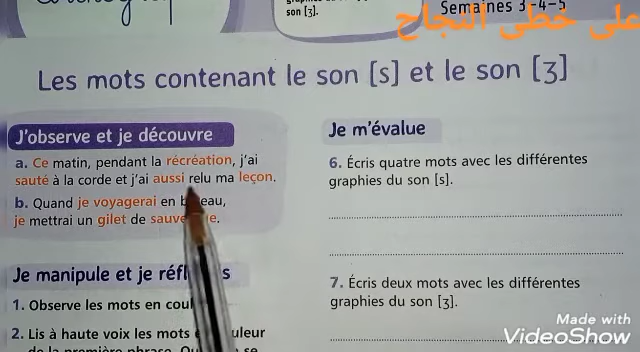 son [ʒ].
Semaines 3-4-5
على خطى النجاح
Les mots contenant le son [s] et le son [ʒ]
J'observe et je découvre
a. Ce matin, pendant la récréation, j'ai
sauté à la corde et j'ai aussi relu ma leçon.
b. Quand je voyagerai en
je mettrai un gilet de
Je manipule et je
1. Observe les mots en
2. Lis à haute voix les mots
de la première phrase.
Je m'évalue
6. Écris quatre mots avec les différentes
graphies du son [s].
7. Écris deux mots avec les différentes
graphies du son [ʒ].
Made with
VideoShow